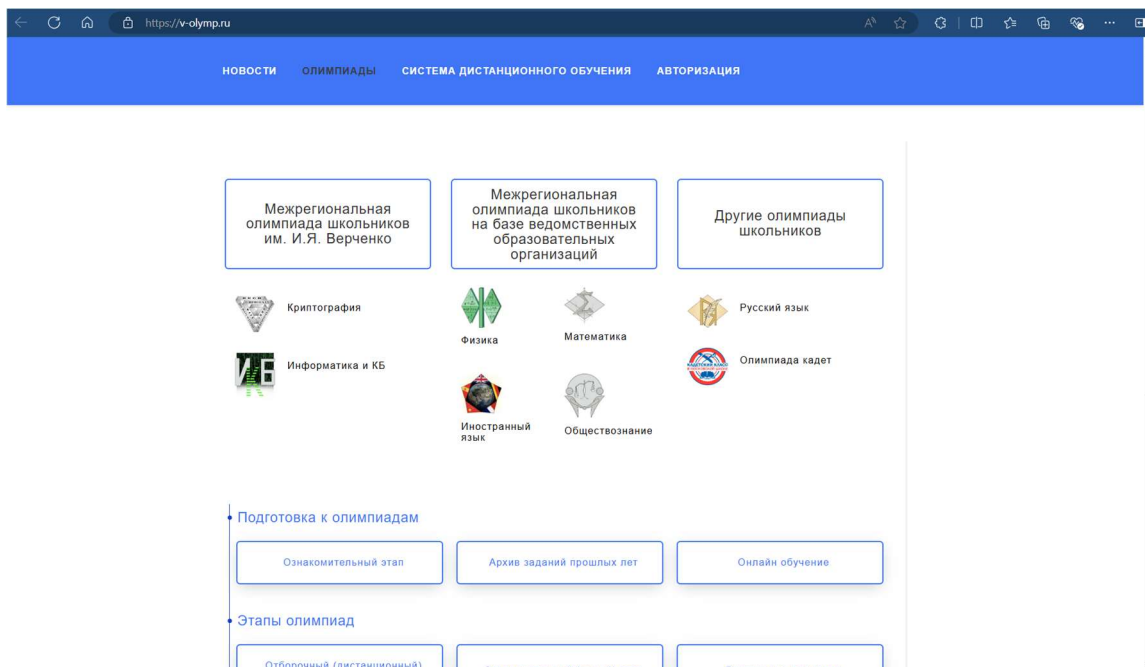 https://v-olymp.ru
НОВОСТИ ОЛИМПИАДЫ СИСТЕМА ДИСТАНЦИОННОГО ОБУЧЕНИЯ АВТОРИЗАЦИЯ
Межрегиональная
олимпиада школьников
им. И.Я. Верченко
Межрегиональная
олимпиада школьников
на базе ведомственных
образовательных
организаций
Другие олимпиады
школьников
Криптография
Информатика и КБ
Физика
Математика
Иностранный
язык
Обществознание
Русский язык
Олимпиада кадет
Подготовка к олимпиадам
Ознакомительный этап
Архив заданий прошлых лет
Онлайн обучение
Этапы олимпиад
Отборочный (дистанционный)